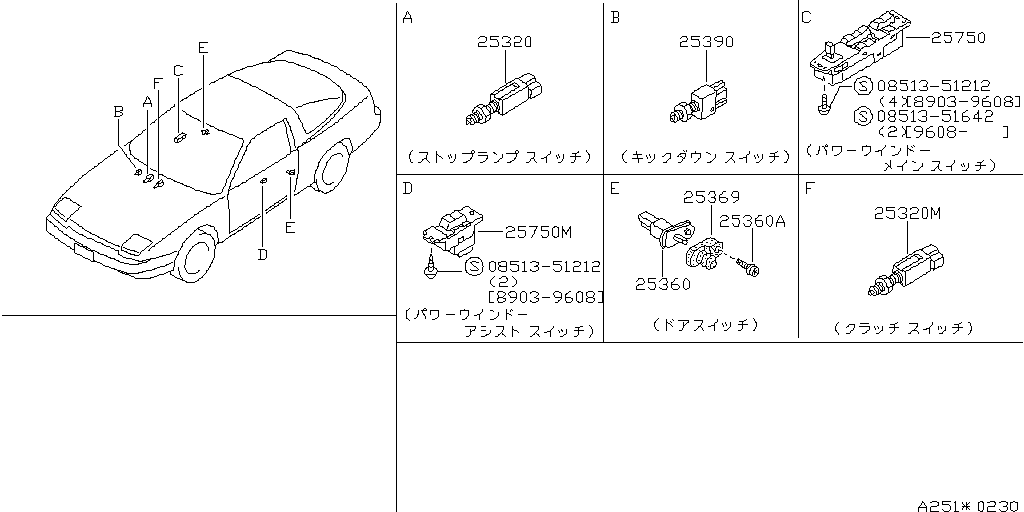 E
C
F
A
B
E
D
A
25320
(ストップランプ スイッチ)
B
25390
(キックダウン スイッチ)
C
25750
Ⓢ08513-51212
(4)[8903-9608]
Ⓢ08513-51642
(2)[9608-    ]
(パワーウインドー
メイン スイッチ)
D
25750M
Ⓢ08513-51212
(2)
[8903-9608]
(パワーウインドー
アシスト スイッチ)
E
25369
25360A
25360
(ドアスイッチ)
F
25320M
(クラッチ スイッチ)
A251* 0230